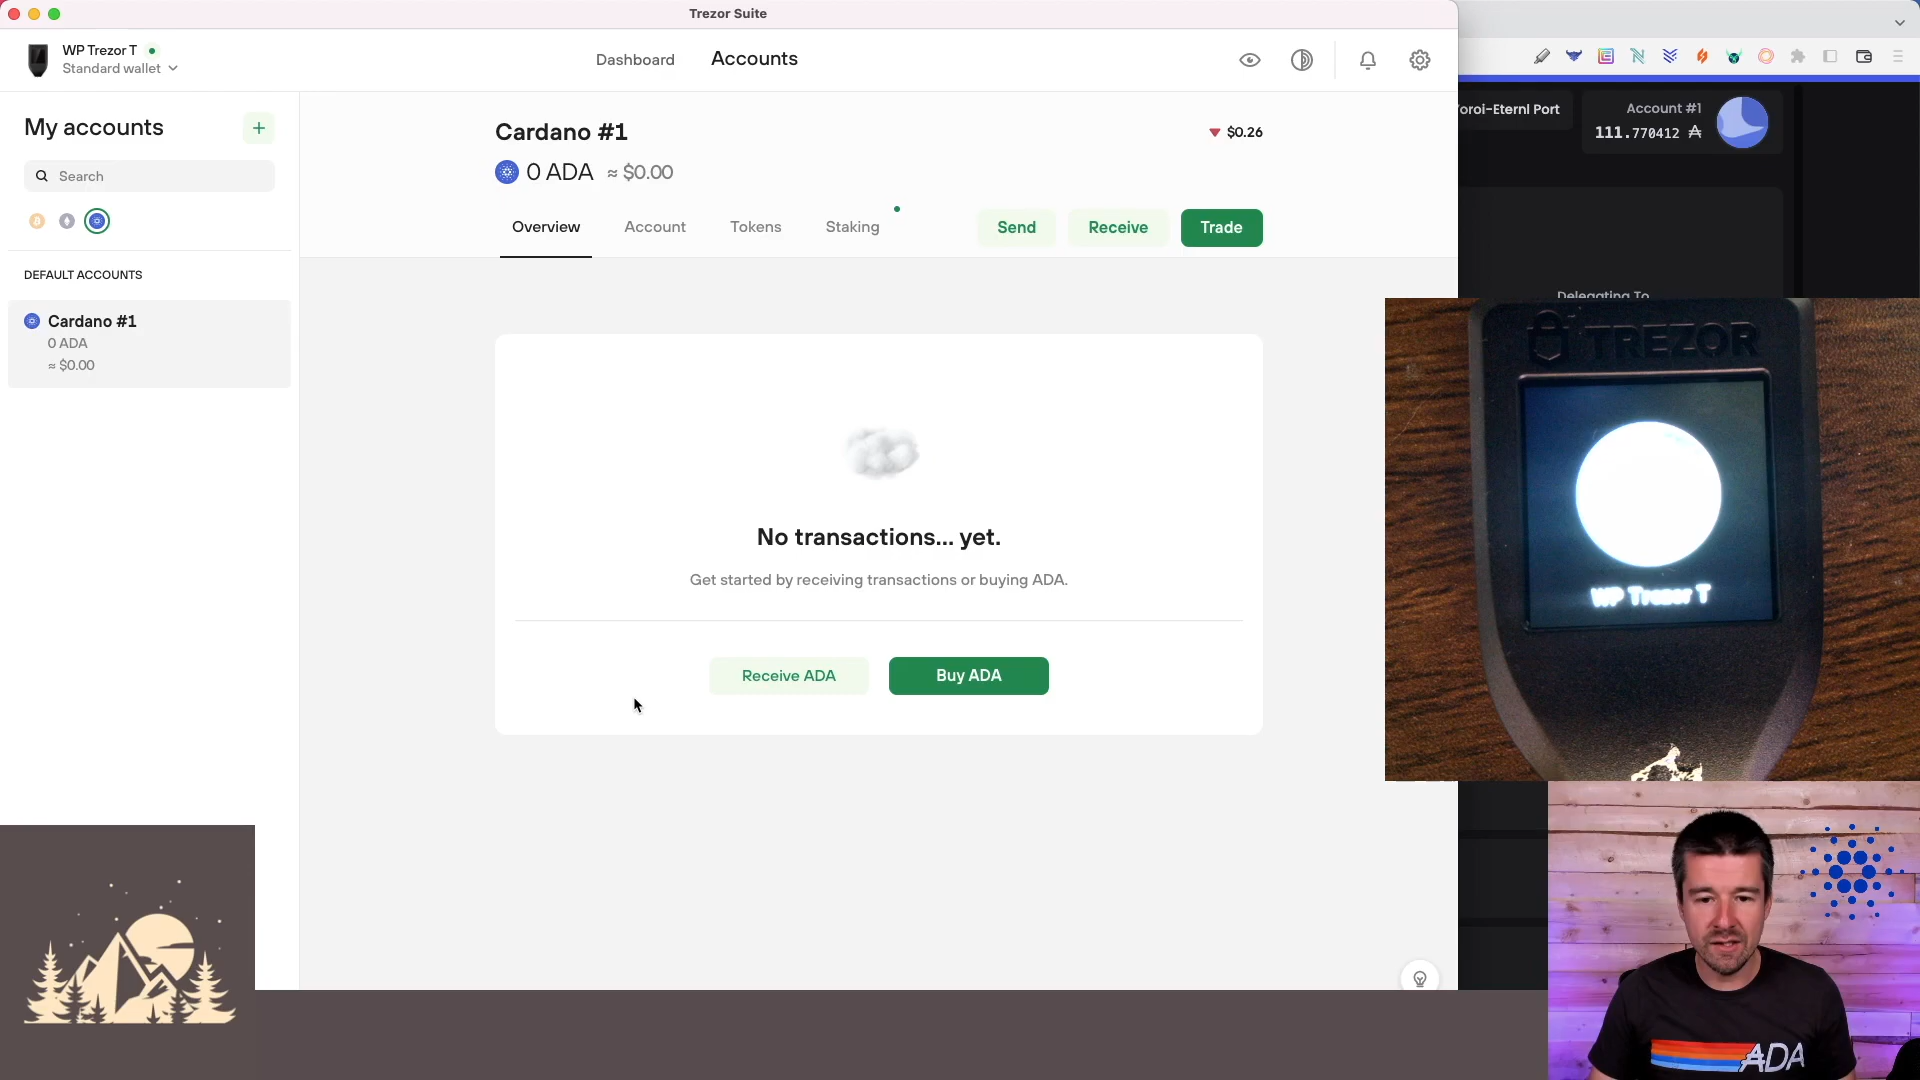 Trezor Suite
WP Trezor T
Standard wallet
Dashboard
Accounts
My accounts
Search
DEFAULT ACCOUNTS
Cardano #1
0 ADA
≈ $0.00
Cardano #1
$0.26
0 ADA ≈ $0.00
Overview
Account
Tokens
Staking
Send
Receive
Trade
No transactions... yet.
Get started by receiving transactions or buying ADA.
Receive ADA
Buy ADA
oroi-Eternl Port
Account #1
111.770412 ₳
Delegating To
TREZOR
WP Trezor T
ADA